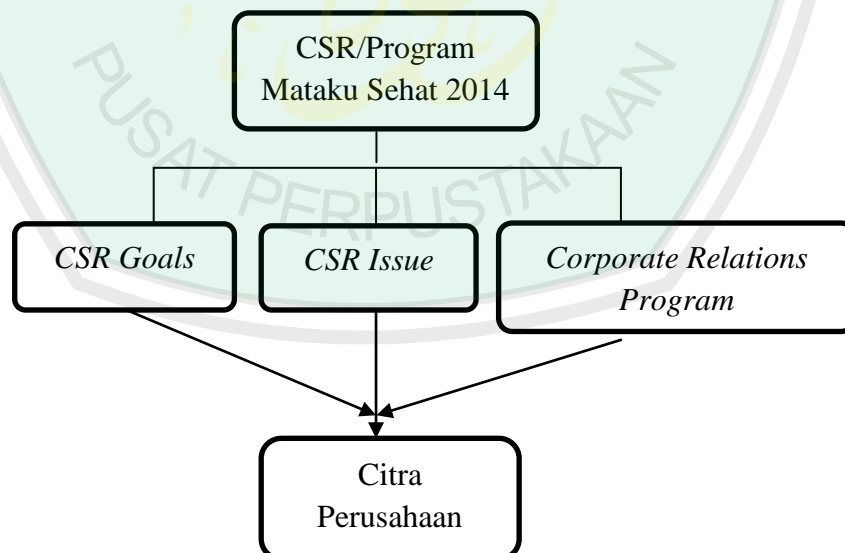 CSR/Program
Mataku Sehat 2014
PUSAT PERPUSTAKAAN
CSR Goals
CSR Issue
Corporate Relations
Program
Citra
Perusahaan